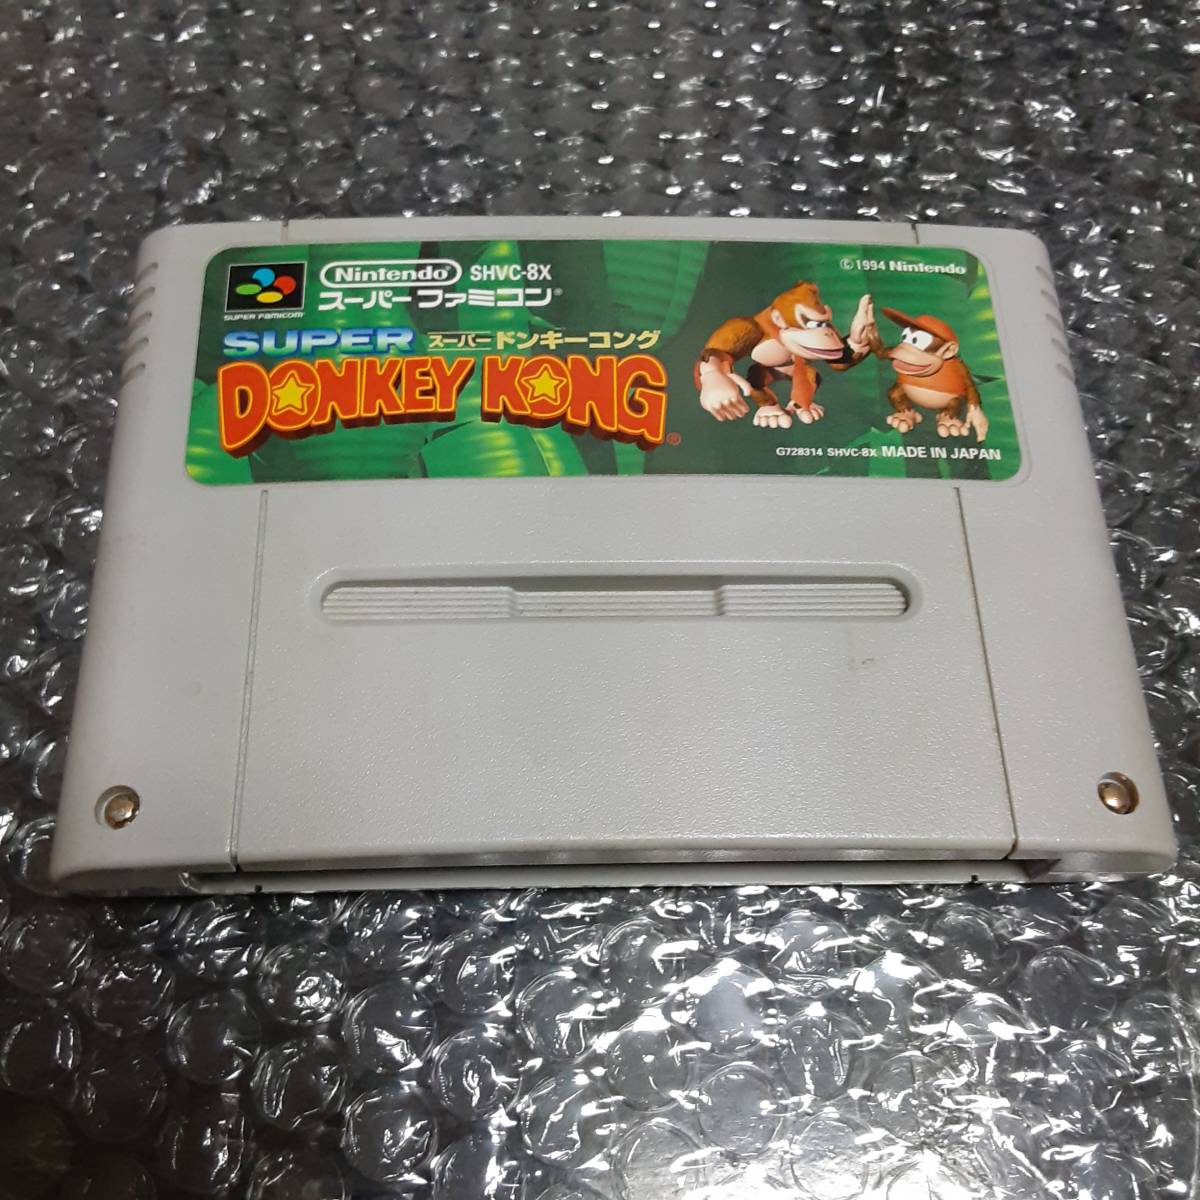 Nintendo® SHVC-8X
スーパーファミコン®
SUPER FAMICOM
© 1994 Nintendo
SUPER スーパードンキーコング
DONKEY KONG®
G728314 SHVC-8X MADE IN JAPAN